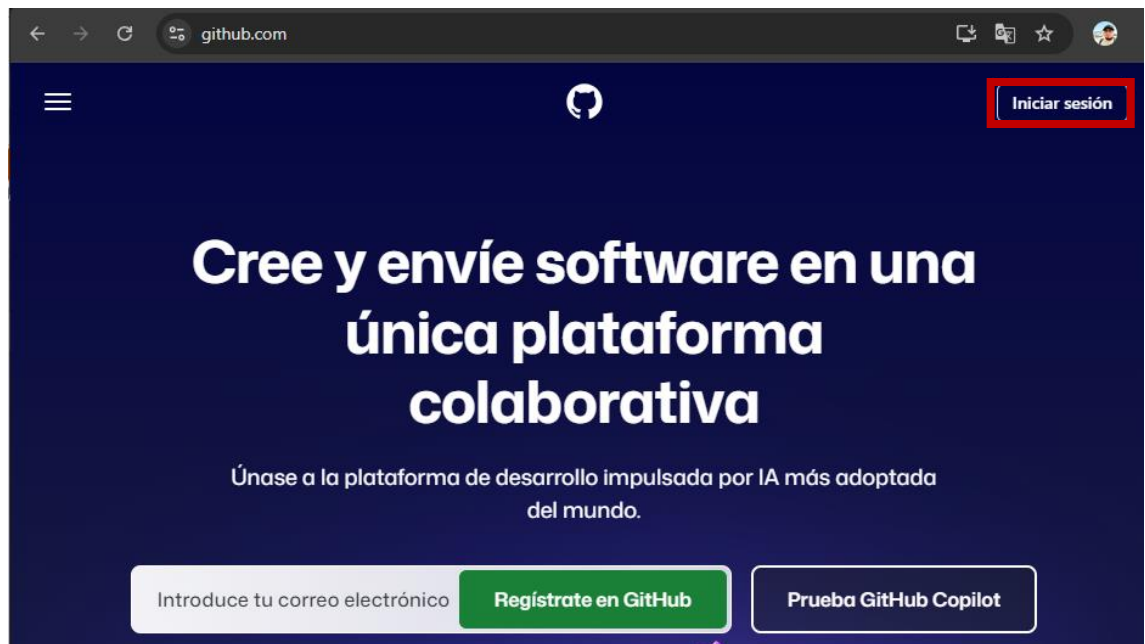 github.com
Iniciar sesión
Cree y envíe software en una
única plataforma
colaborativa
Únase a la plataforma de desarrollo impulsada por IA más adoptada
del mundo.
Introduce tu correo electrónico
Regístrate en GitHub
Prueba GitHub Copilot